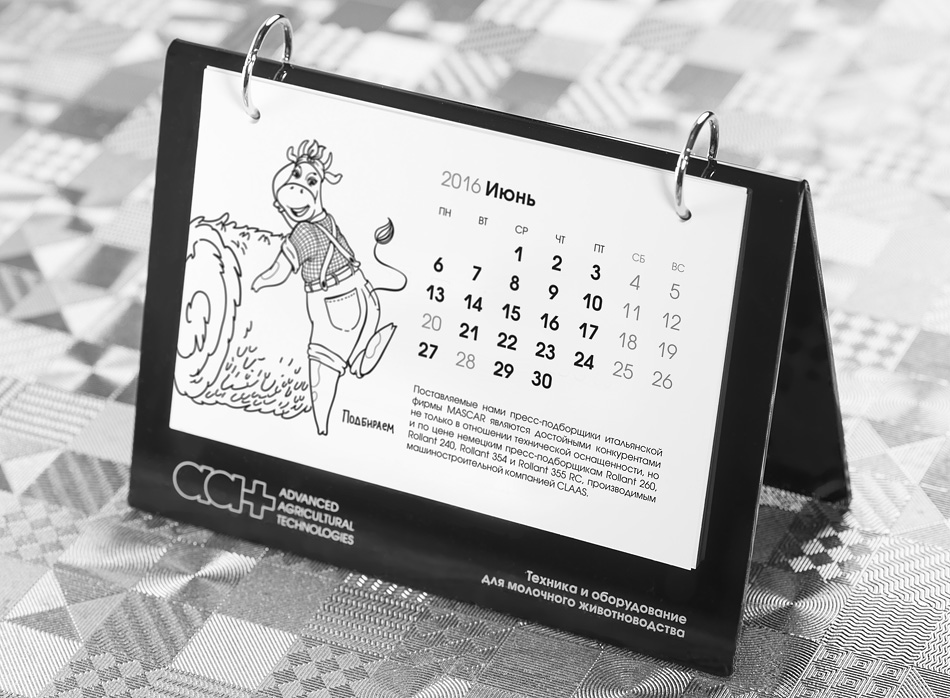 2016 Июнь
ПН ВТ СР ЧТ ПТ СБ ВС
1 2 3 4 5
6 7 8 9 10 11 12
13 14 15 16 17 18 19
20 21 22 23 24 25 26
27 28 29 30
Подбираем
Поставляемые нами пресс-подборщики итальянской
фирмы MASCAR являются достойными конкурентами
не только в отношении технической оснащенности, но
и по цене немецким пресс-подборщикам Rollant 260,
Rollant 240, Rollant 354 и Rollant 355 RC, производимым
машиностроительной компанией CLAAS.
aat
ADVANCED
AGRICULTURAL
TECHNOLOGIES
Техника и оборудование
для молочного животноводства